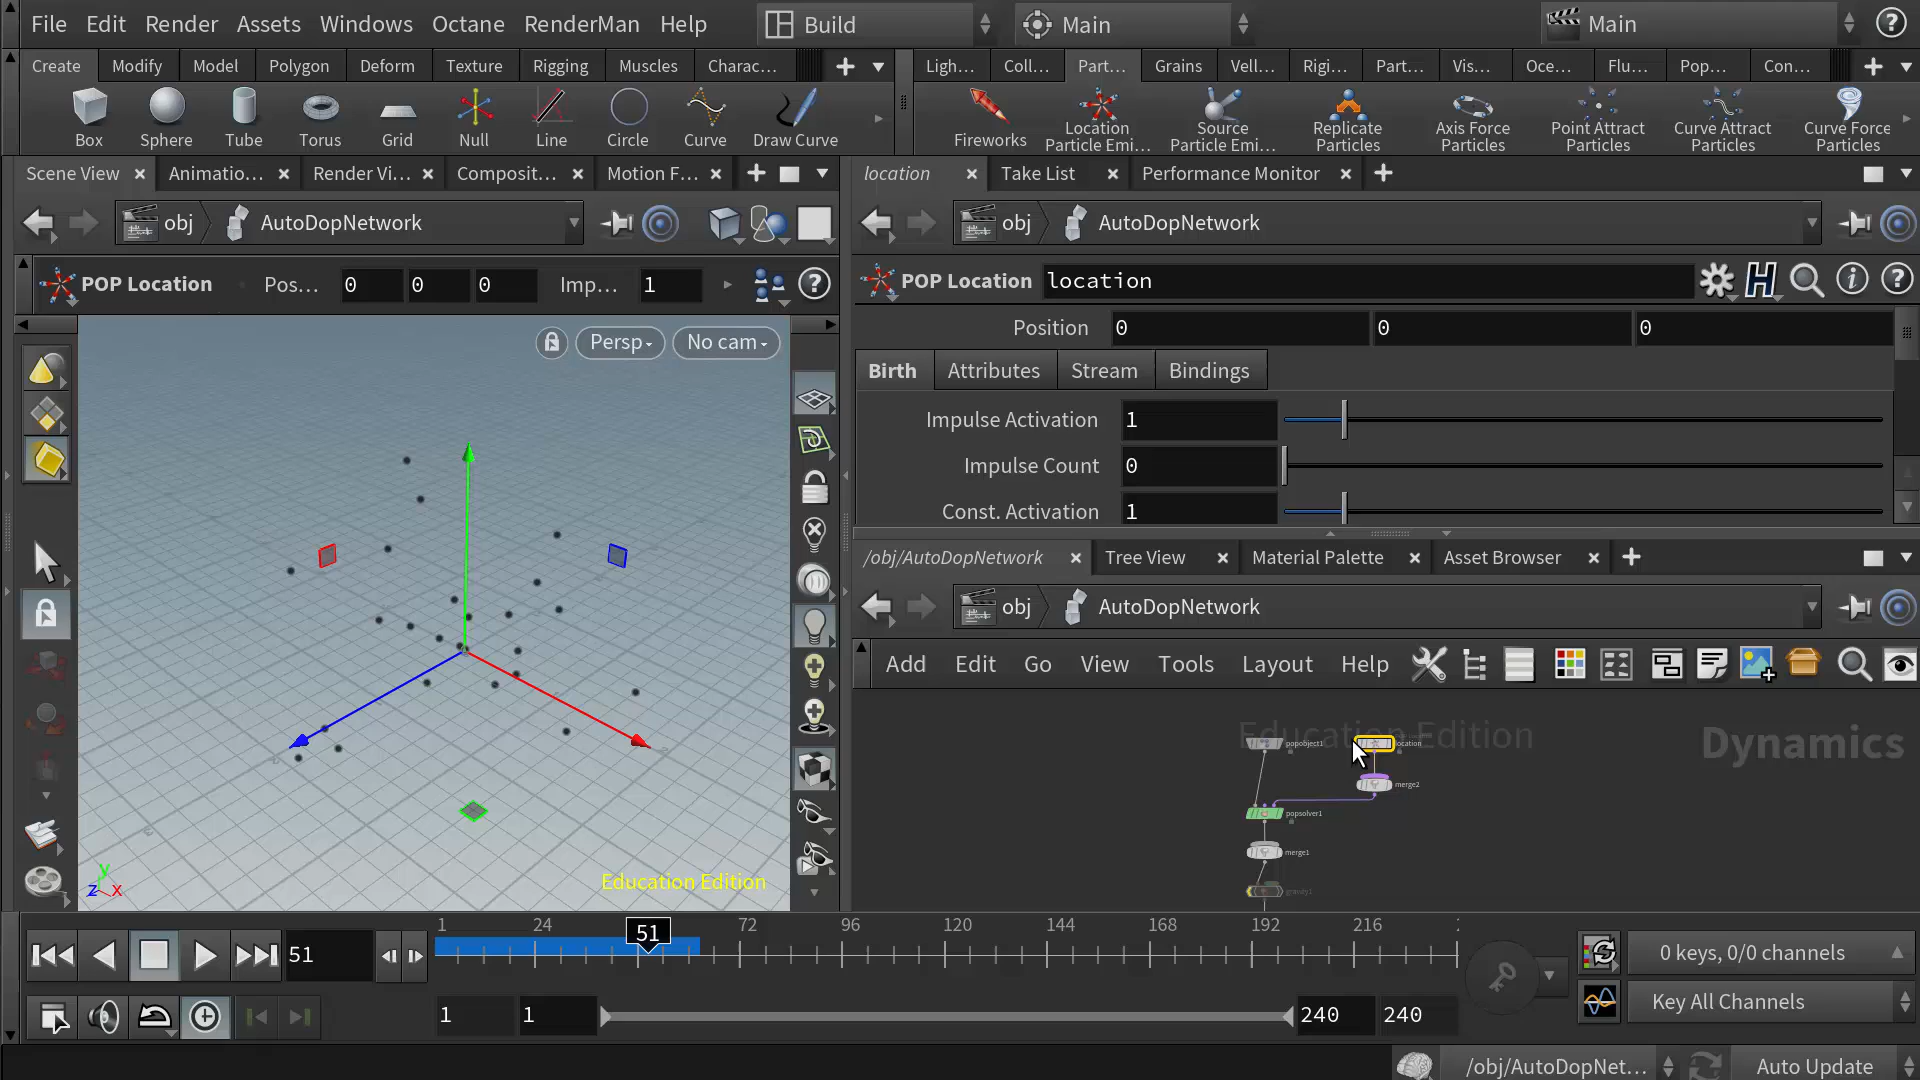 File Edit Render Assets Windows Octane RenderMan Help Build Main Main
Create Modify Model Polygon Deform Texture Rigging Muscles Charac...
Ligh... Coll... Part... Grains Vell... Rigi... Part... Vis... Oce... Flu... Pop... Con...
Box Sphere Tube Torus Grid Null Line Circle Curve Draw Curve
Fireworks
Location
Particle Emi...
Source
Particle Emi...
Replicate
Particles
Axis Force
Particles
Point Attract
Particles
Curve Attract
Particles
Curve Force
Particles
Scene View Animatio... Render Vi... Composit... Motion F...
location Take List Performance Monitor
obj AutoDopNetwork
obj AutoDopNetwork
POP Location Pos... 0 0 0 Imp... 1
POP Location location
Position 0 0 0
Birth Attributes Stream Bindings
Impulse Activation 1
Impulse Count 0
Const. Activation 1
Persp No cam
y
z x
Education Edition
/obj/AutoDopNetwork Tree View Material Palette Asset Browser
obj AutoDopNetwork
Add Edit Go View Tools Layout Help
Education Edition
Dynamics
popobject1
location
merge2
popsolver1
merge1
gravity1
1 24 51 72 96 120 144 168 192 216
51
1 1 240 240
0 keys, 0/0 channels
Key All Channels
/obj/AutoDopNet... Auto Update